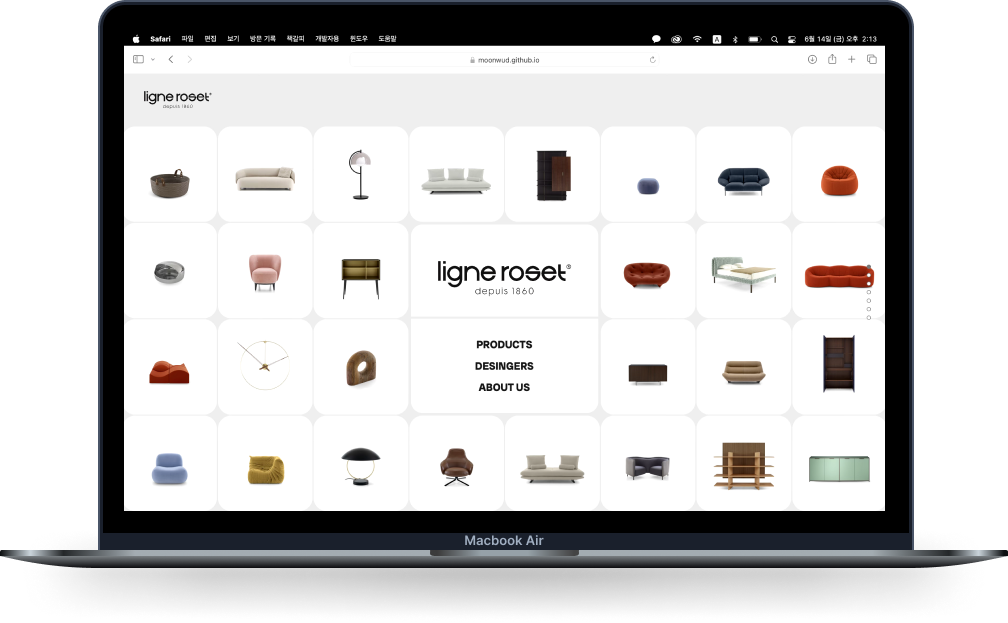 Safari 파일 편집 보기 방문 기록 책갈피 개발자용 윈도우 도움말 A 6월 14일 (금) 오후 2:13
moonwud.github.io
ligne roset®
depuis 1860
ligne roset®
depuis 1860
PRODUCTS
DESINGERS
ABOUT US
Macbook Air